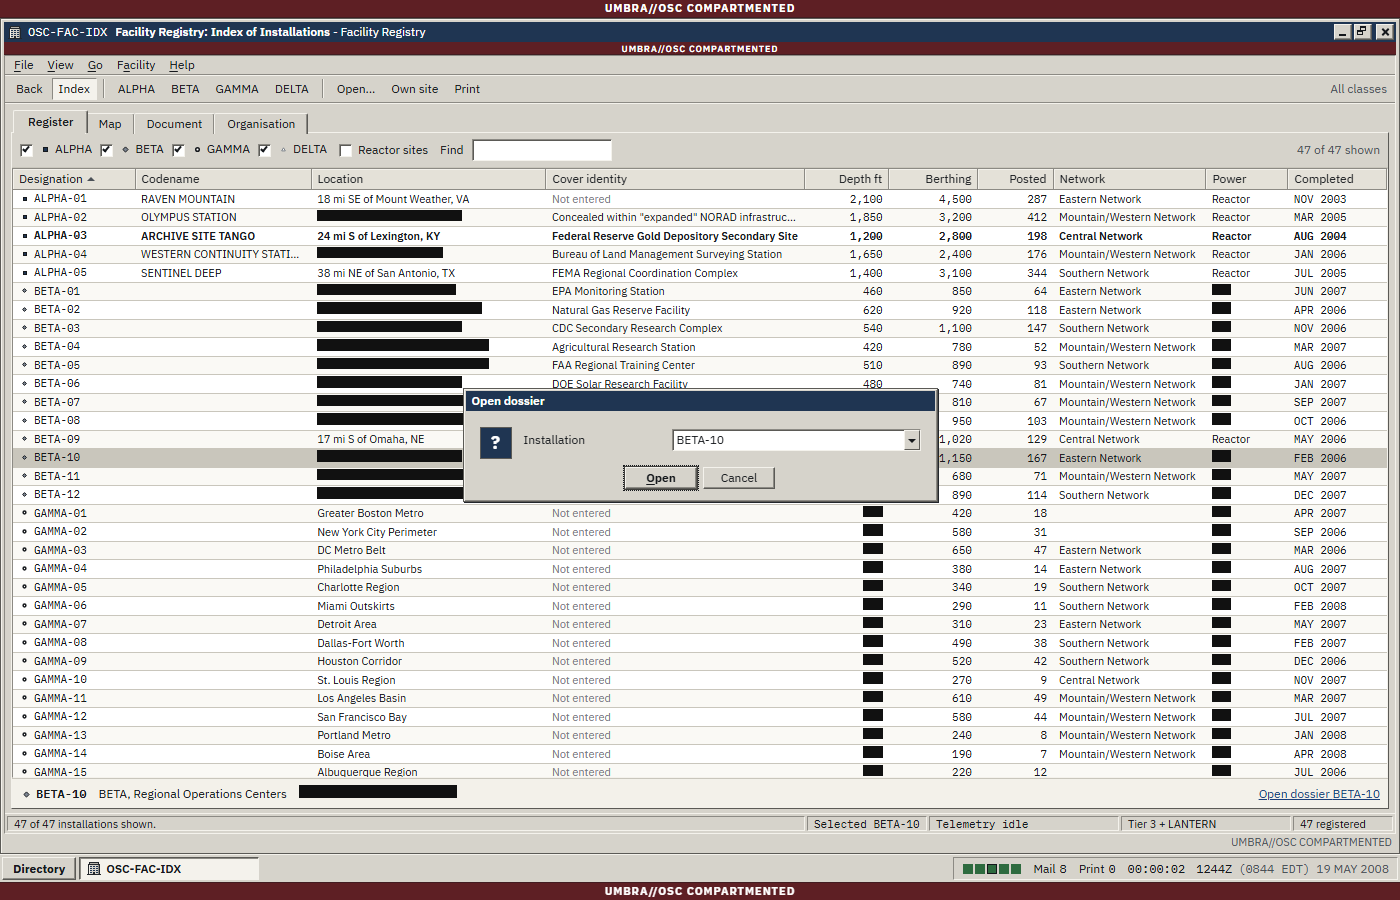 UMBRA//OSC COMPARTMENTED
OSC-FAC-IDX Facility Registry: Index of Installations - Facility Registry
UMBRA//OSC COMPARTMENTED
File View Go Facility Help
Back Index ALPHA BETA GAMMA DELTA Open... Own site Print All classes
Register Map Document Organisation
ALPHA BETA GAMMA DELTA Reactor sites Find 47 of 47 shown
Designation Codename Location Cover identity Depth ft Berthing Posted Network Power Completed
ALPHA-01 RAVEN MOUNTAIN 18 mi SE of Mount Weather, VA Not entered 2,100 4,500 287 Eastern Network Reactor NOV 2003
ALPHA-02 OLYMPUS STATION Concealed within "expanded" NORAD infrastruc... 1,850 3,200 412 Mountain/Western Network Reactor MAR 2005
ALPHA-03 ARCHIVE SITE TANGO 24 mi S of Lexington, KY Federal Reserve Gold Depository Secondary Site 1,200 2,800 198 Central Network Reactor AUG 2004
ALPHA-04 WESTERN CONTINUITY STATI... Bureau of Land Management Surveying Station 1,650 2,400 176 Mountain/Western Network Reactor JAN 2006
ALPHA-05 SENTINEL DEEP 38 mi NE of San Antonio, TX FEMA Regional Coordination Complex 1,400 3,100 344 Southern Network Reactor JUL 2005
BETA-01 EPA Monitoring Station 460 850 64 Eastern Network JUN 2007
BETA-02 Natural Gas Reserve Facility 620 920 118 Eastern Network APR 2006
BETA-03 CDC Secondary Research Complex 540 1,100 147 Southern Network NOV 2006
BETA-04 Agricultural Research Station 420 780 52 Mountain/Western Network MAR 2007
BETA-05 FAA Regional Training Center 510 890 93 Southern Network AUG 2006
BETA-06 DOE Solar Research Facility 480 740 81 Mountain/Western Network JAN 2007
BETA-07 810 67 Mountain/Western Network SEP 2007
BETA-08 950 103 Mountain/Western Network OCT 2006
BETA-09 17 mi S of Omaha, NE 1,020 129 Central Network Reactor MAY 2006
BETA-10 1,150 167 Eastern Network FEB 2006
BETA-11 680 71 Mountain/Western Network MAY 2007
BETA-12 890 114 Southern Network DEC 2007
Open dossier
? Installation BETA-10
Open Cancel
GAMMA-01 Greater Boston Metro Not entered 420 18 APR 2007
GAMMA-02 New York City Perimeter Not entered 580 31 SEP 2006
GAMMA-03 DC Metro Belt Not entered 650 47 Eastern Network MAR 2006
GAMMA-04 Philadelphia Suburbs Not entered 380 14 Eastern Network AUG 2007
GAMMA-05 Charlotte Region Not entered 340 19 Southern Network OCT 2007
GAMMA-06 Miami Outskirts Not entered 290 11 Southern Network FEB 2008
GAMMA-07 Detroit Area Not entered 310 23 Eastern Network MAY 2007
GAMMA-08 Dallas-Fort Worth Not entered 490 38 Southern Network FEB 2007
GAMMA-09 Houston Corridor Not entered 520 42 Southern Network DEC 2006
GAMMA-10 St. Louis Region Not entered 270 9 Central Network NOV 2007
GAMMA-11 Los Angeles Basin Not entered 610 49 Mountain/Western Network MAR 2007
GAMMA-12 San Francisco Bay Not entered 580 44 Mountain/Western Network JUL 2007
GAMMA-13 Portland Metro Not entered 240 8 Mountain/Western Network JAN 2008
GAMMA-14 Boise Area Not entered 190 7 Mountain/Western Network APR 2008
GAMMA-15 Albuquerque Region Not entered 220 12 JUL 2006
BETA-10 BETA, Regional Operations Centers Open dossier BETA-10
47 of 47 installations shown. Selected BETA-10 Telemetry idle Tier 3 + LANTERN 47 registered
UMBRA//OSC COMPARTMENTED
Directory OSC-FAC-IDX Mail 8 Print 0 00:00:02 1244Z (0844 EDT) 19 MAY 2008
UMBRA//OSC COMPARTMENTED